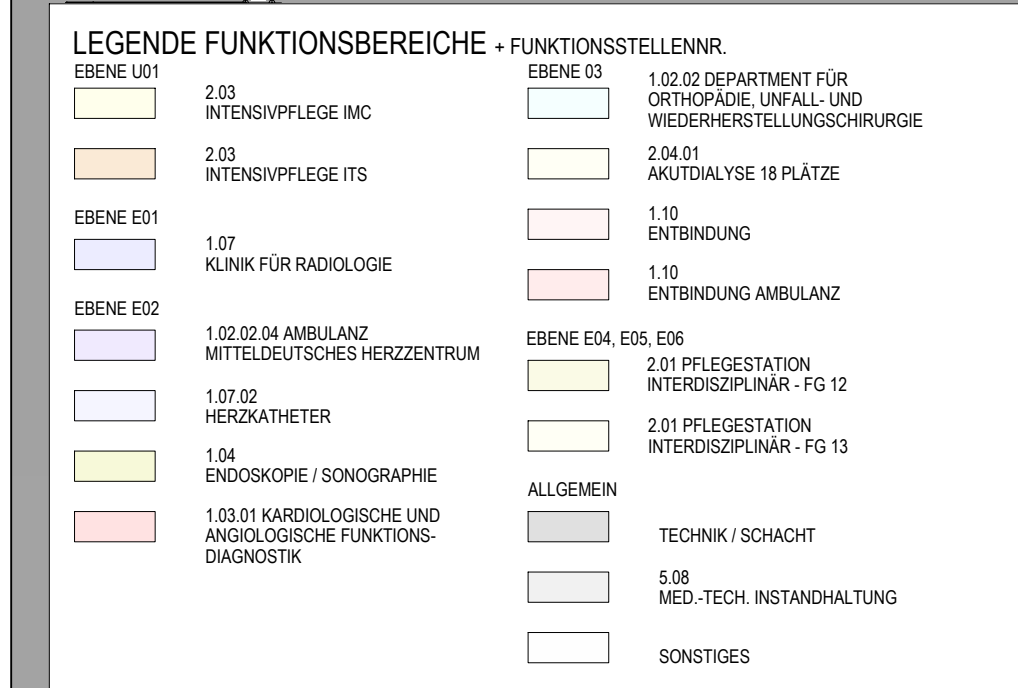 LEGENDE FUNKTIONSBEREICHE + FUNKTIONSSTELLENNR.
EBENE U01
2.03
INTENSIVPFLEGE IMC
2.03
INTENSIVPFLEGE ITS
EBENE E01
1.07
KLINIK FÜR RADIOLOGIE
EBENE E02
1.02.02.04 AMBULANZ
MITTELDEUTSCHES HERZZENTRUM
1.07.02
HERZKATHETER
1.04
ENDOSKOPIE / SONOGRAPHIE
1.03.01 KARDIOLOGISCHE UND
ANGIOLOGISCHE FUNKTIONS-
DIAGNOSTIK
EBENE 03
1.02.02 DEPARTMENT FÜR
ORTHOPÄDIE, UNFALL- UND
WIEDERHERSTELLUNGSCHIRURGIE
2.04.01
AKUTDIALYSE 18 PLÄTZE
1.10
ENTBINDUNG
1.10
ENTBINDUNG AMBULANZ
EBENE E04, E05, E06
2.01 PFLEGESTATION
INTERDISZIPLINÄR - FG 12
2.01 PFLEGESTATION
INTERDISZIPLINÄR - FG 13
ALLGEMEIN
TECHNIK / SCHACHT
5.08
MED.-TECH. INSTANDHALTUNG
SONSTIGES